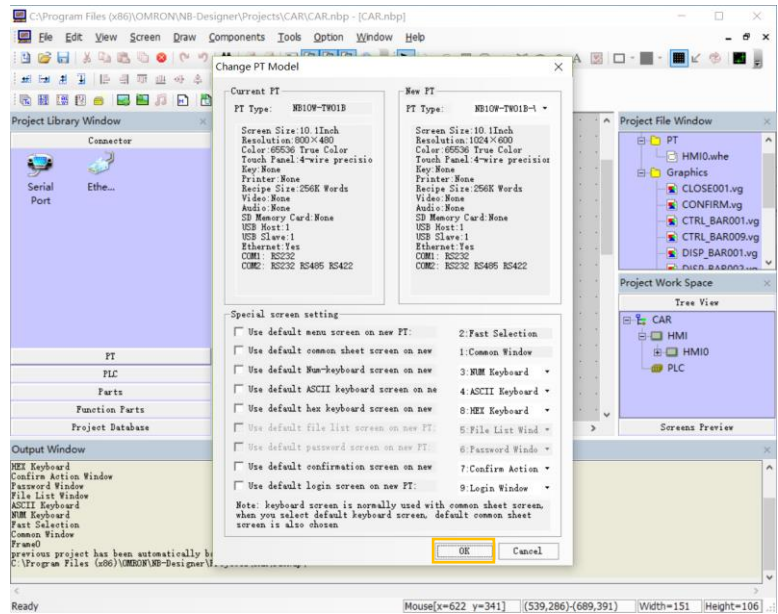 C:\Program Files (x86)\OMRON\NB-Designer\Projects\CAR\CAR.nbp - [CAR.nbp]
File Edit View Screen Draw Components Tools Option Window Help
Project Library Window
Connector
Serial Port
Ethe...
PT
PLC
Parts
Function Parts
Project Database
Change PT Model
Current PT
PT Type: NB10W-TW01B
Screen Size:10.1Inch
Resolution:800×480
Color:65536 True Color
Touch Panel:4-wire precisio
Key:None
Printer:None
Recipe Size:256K Words
Video:None
Audio:None
SD Memory Card:None
USB Host:1
USB Slave:1
Ethernet:Yes
COM1: RS232
COM2: RS232 RS485 RS422
New PT
PT Type: NB10W-TW01B-
Screen Size:10.1Inch
Resolution:1024×600
Color:65536 True Color
Touch Panel:4-wire precision
Key:None
Printer:None
Recipe Size:256K Words
Video:None
Audio:None
SD Memory Card:None
USB Host:1
USB Slave:1
Ethernet:Yes
COM1: RS232
COM2: RS232 RS485 RS422
Special screen setting
Use default menu screen on new PT: 2:Fast Selection
Use default common sheet screen on new 1:Common Window
Use default Num-keyboard screen on new 3:NUM Keyboard
Use default ASCII keyboard screen on ne 4:ASCII Keyboard
Use default hex keyboard screen on new 8:HEX Keyboard
Use default file list screen on new PT: 5:File List Wind
Use default password screen on new PT: 6:Password Windo
Use default confirmation screen on new 7:Confirm Action
Use default login screen on new PT: 9:Login Window
Note: keyboard screen is normally used with common sheet screen,
when you select default keyboard screen, default common sheet
screen is also chosen
OK Cancel
Project File Window
PT
HMI0.whe
Graphics
CLOSE001.vg
CONFIRM.vg
CTRL_BAR001.vg
CTRL_BAR009.vg
DISP_BAR001.vg
Project Work Space
Tree View
CAR
HMI
HMI0
PLC
Screens Preview
Output Window
HEX Keyboard
Confirm Action Window
Password Window
File List Window
ASCII Keyboard
NUM Keyboard
Fast Selection
Common Window
Frame0
previous project has been automatically b
C:\Program Files (x86)\OMRON\NB-Designer\
Ready Mouse[x=622 y=341] (539,286)-(689,391) Width=151 Height=106